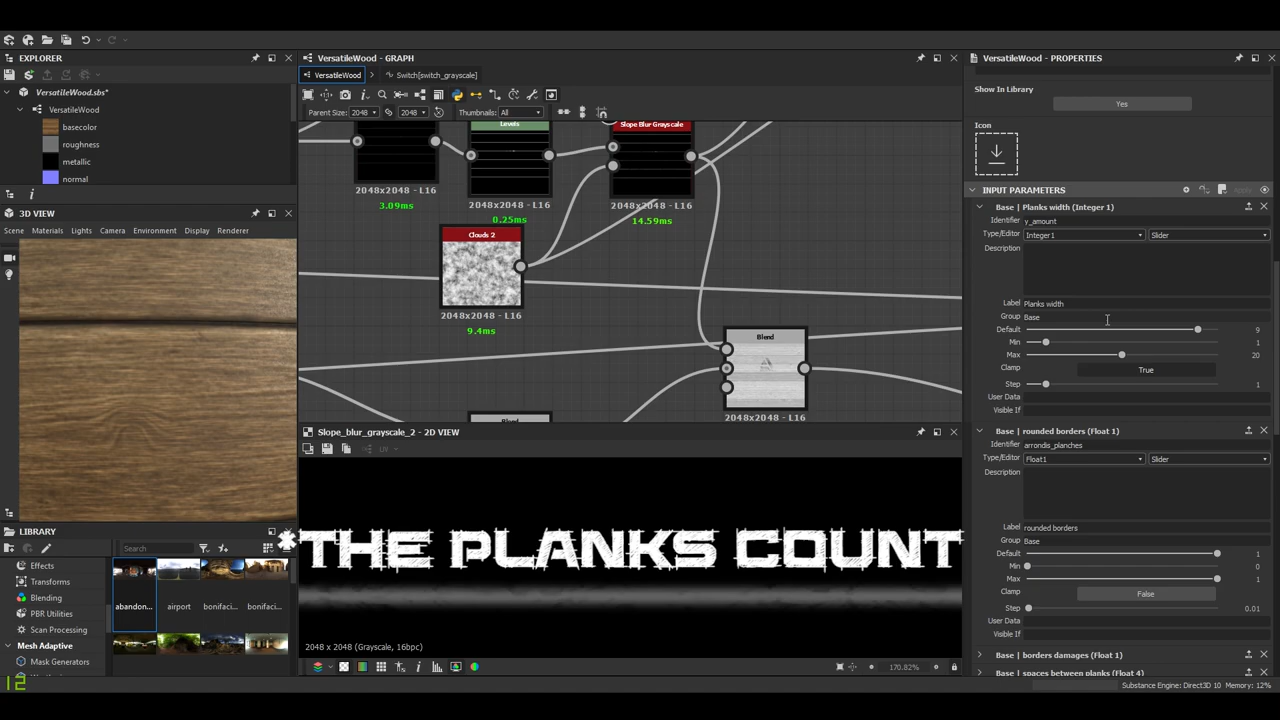 EXPLORER
VersatileWood.sbs*
VersatileWood
basecolor
roughness
metallic
normal
3D VIEW
Scene Materials Lights Camera Environment Display Renderer
LIBRARY
Search
Effects
Transforms
Blending
PBR Utilities
Scan Processing
Mesh Adaptive
Mask Generators
abandon... airport bonifaci... bonifaci...
12
VersatileWood - GRAPH
VersatileWood > Switch[switch_grayscale]
Parent Size: 2048 2048 Thumbnails: All
Levels
Slope Blur Grayscale
2048x2048 - L16
3.09ms
2048x2048 - L16
0.25ms
2048x2048 - L16
14.59ms
Clouds 2
2048x2048 - L16
9.4ms
Blend
2048x2048 - L16
Blend
Slope_blur_grayscale_2 - 2D VIEW
UV
*THE PLANKS COUNT
2048 x 2048 (Grayscale, 16bpc)
170.82%
VersatileWood - PROPERTIES
Show In Library
Yes
Icon
INPUT PARAMETERS
Base | Planks width (Integer 1)
Identifier y_amount
Type/Editor Integer1 Slider
Description
Label Planks width
Group Base
Default 9
Min 1
Max 20
Clamp True
Step 1
User Data
Visible If
Base | rounded borders (Float 1)
Identifier arrondis_planches
Type/Editor Float1 Slider
Description
Label rounded borders
Group Base
Default 1
Min 0
Max 1
Clamp False
Step 0.01
User Data
Visible If
Base | borders damages (Float 1)
Base | spaces between planks (Float 4)
Substance Engine: Direct3D 10 Memory: 12%